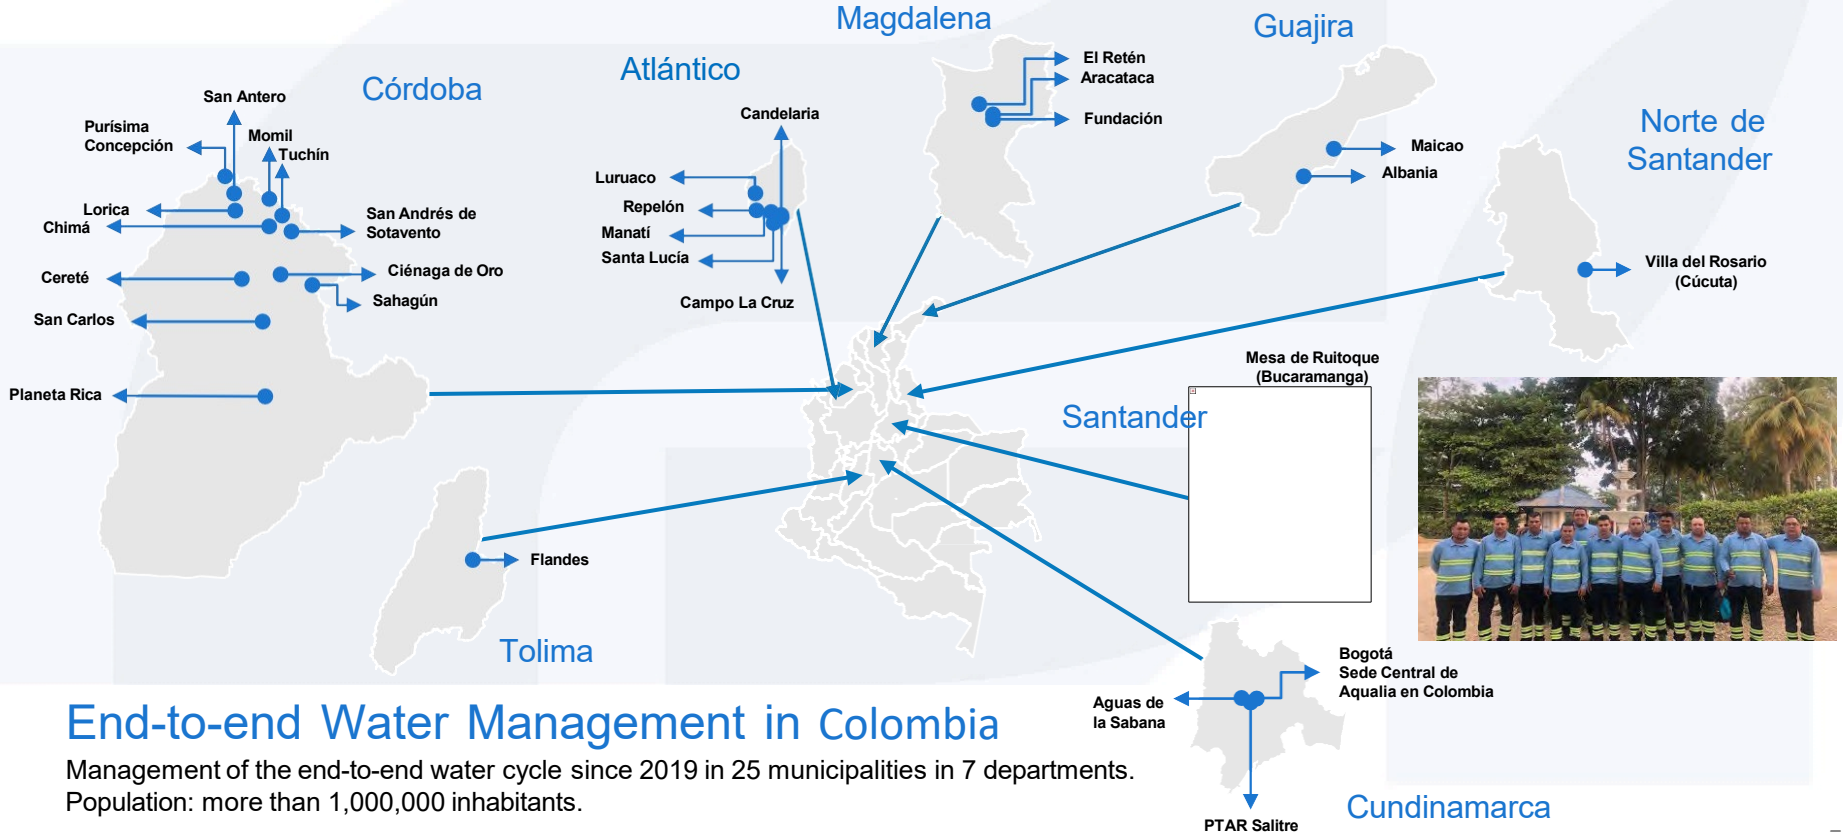 Magdalena
Guajira
Atlántico
Córdoba
Norte de
Santander
San Antero
Purísima
Concepción
Momil
Tuchín
Lorica
Chimá
San Andrés de
Sotavento
Cereté
Ciénaga de Oro
Sahagún
San Carlos
Planeta Rica
Candelaria
Luruaco
Repelón
Manatí
Santa Lucía
Campo La Cruz
El Retén
Aracataca
Fundación
Maicao
Albania
Villa del Rosario
(Cúcuta)
Mesa de Ruitoque
(Bucaramanga)
Santander
Flandes
Tolima
Bogotá
Sede Central de
Aqualia en Colombia
Aguas de
la Sabana
PTAR Salitre
Cundinamarca
End-to-end Water Management in Colombia
Management of the end-to-end water cycle since 2019 in 25 municipalities in 7 departments.
Population: more than 1,000,000 inhabitants.